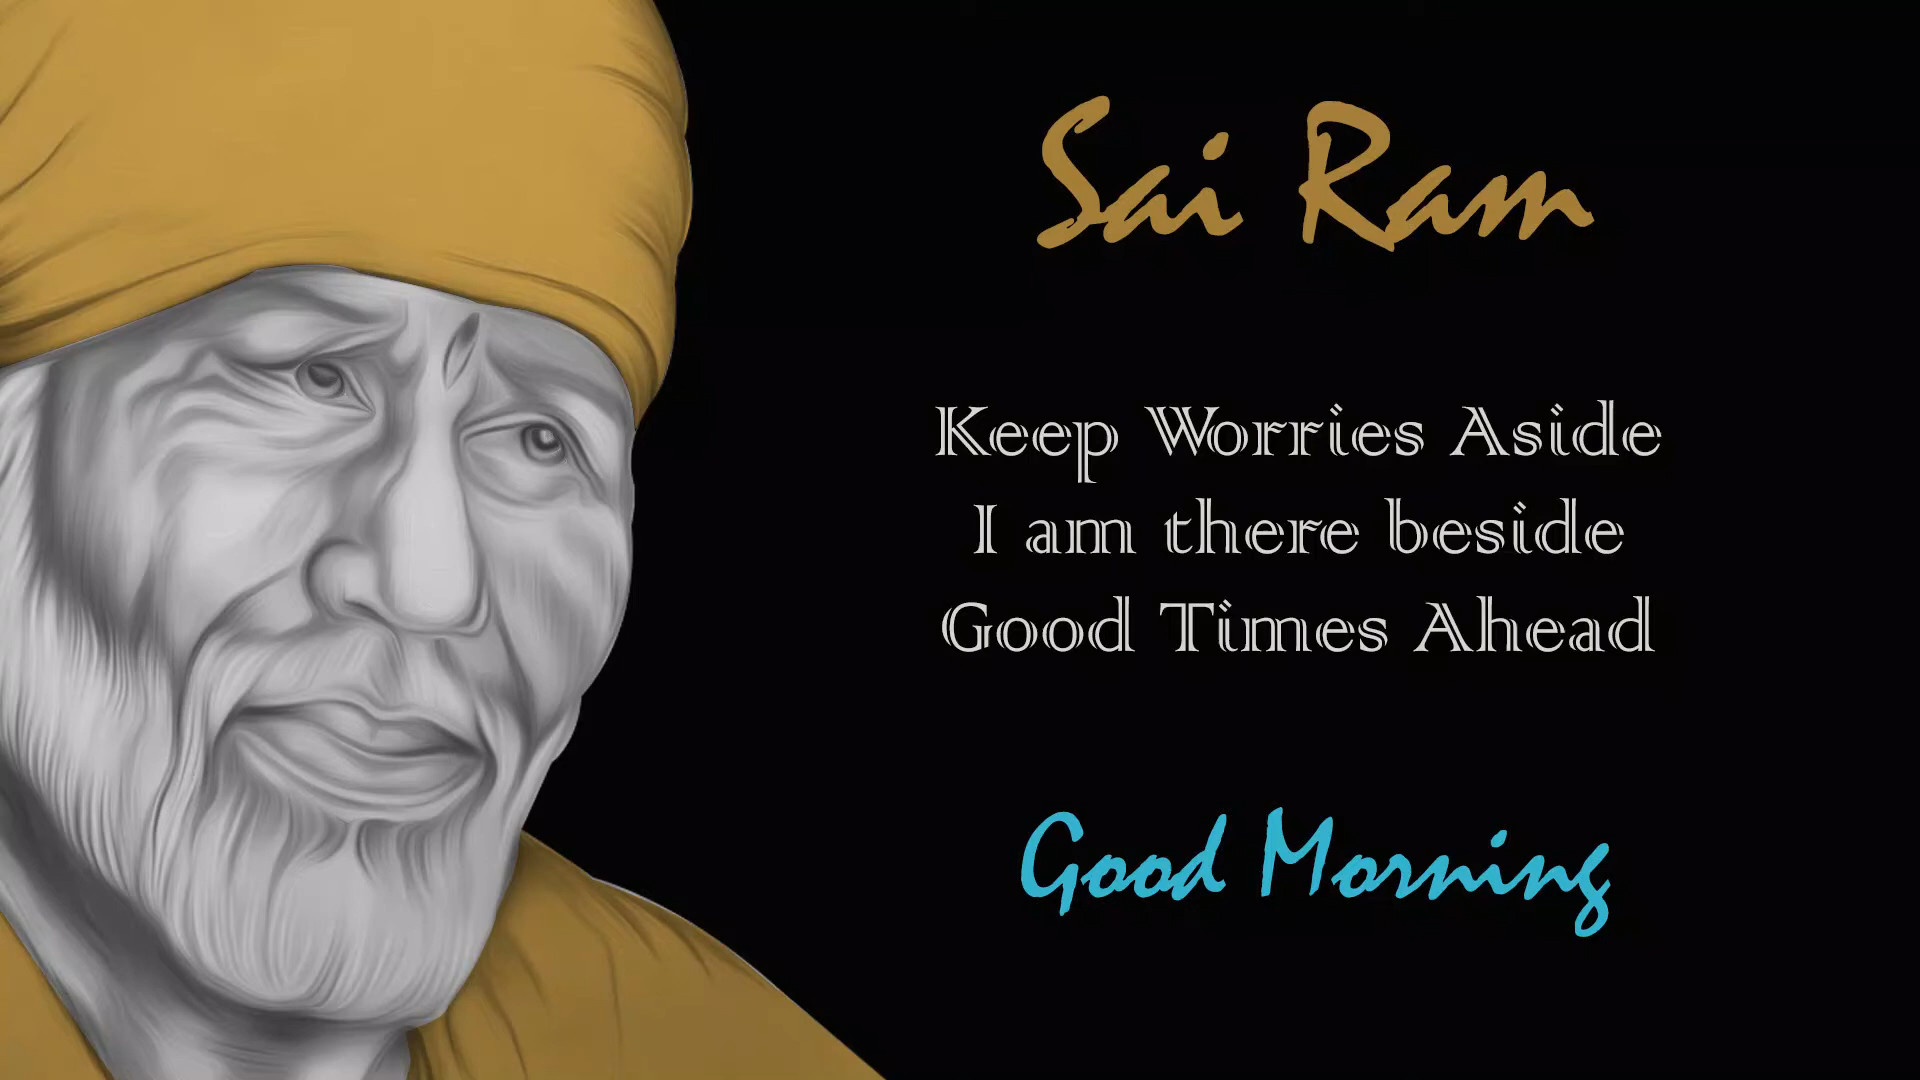 Sai Ram
Keep Worries Aside
I am there beside
Good Times Ahead
Good Morning